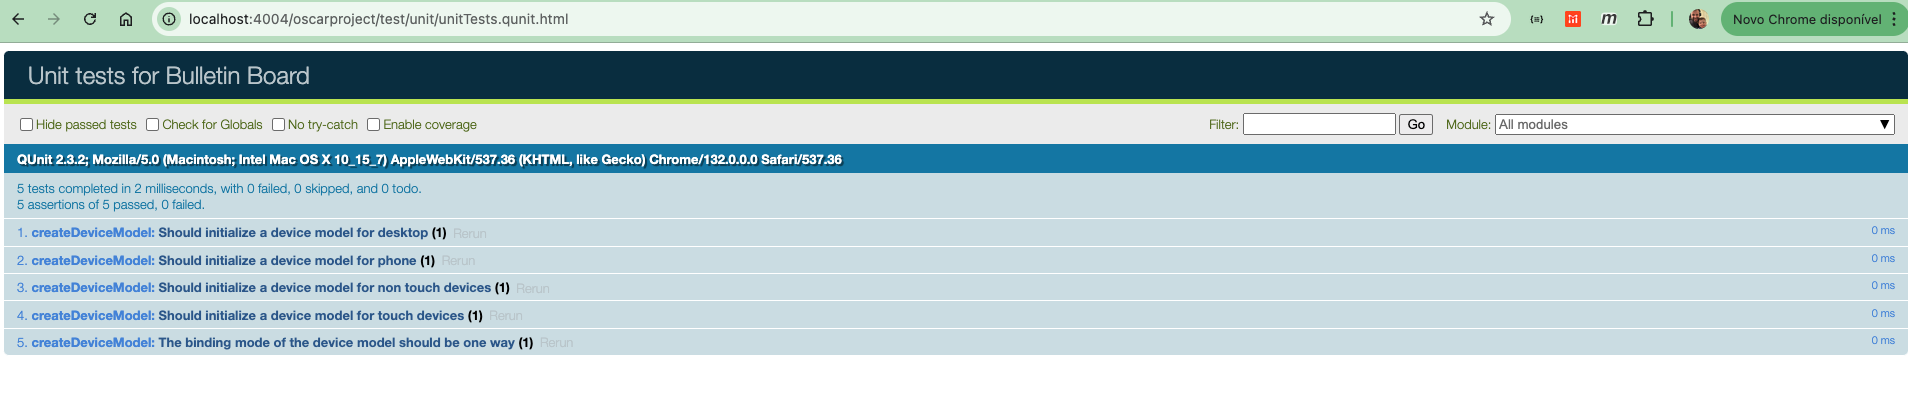 localhost:4004/oscarproject/test/unit/unitTests.qunit.html
Novo Chrome disponível
Unit tests for Bulletin Board
Hide passed tests Check for Globals No try-catch Enable coverage Filter: Go Module: All modules
QUnit 2.3.2; Mozilla/5.0 (Macintosh; Intel Mac OS X 10_15_7) AppleWebKit/537.36 (KHTML, like Gecko) Chrome/132.0.0.0 Safari/537.36
5 tests completed in 2 milliseconds, with 0 failed, 0 skipped, and 0 todo.
5 assertions of 5 passed, 0 failed.
1. createDeviceModel: Should initialize a device model for desktop (1) Rerun 0 ms
2. createDeviceModel: Should initialize a device model for phone (1) Rerun 0 ms
3. createDeviceModel: Should initialize a device model for non touch devices (1) Rerun 0 ms
4. createDeviceModel: Should initialize a device model for touch devices (1) Rerun 0 ms
5. createDeviceModel: The binding mode of the device model should be one way (1) Rerun 0 ms